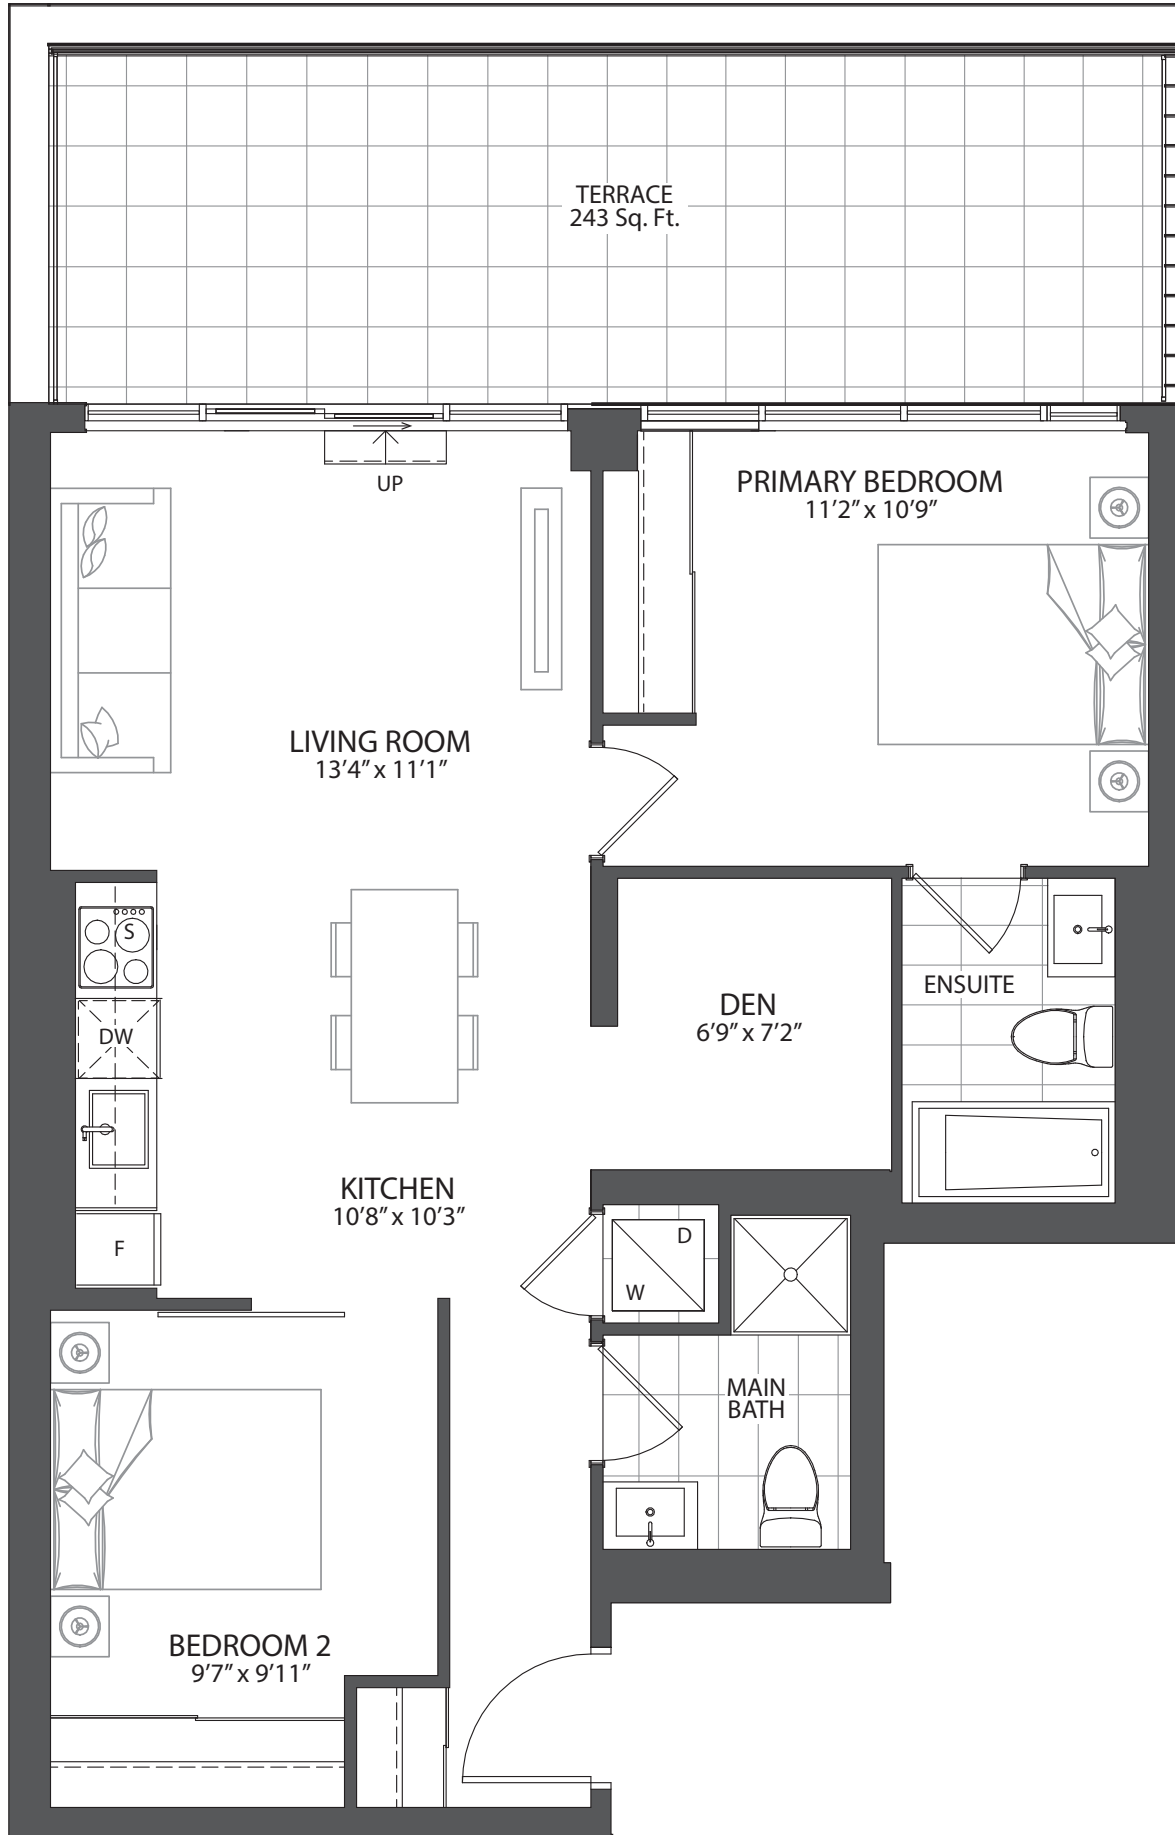 TERRACE
243 Sq. Ft.
UP
PRIMARY BEDROOM
11’2” x 10’9”
LIVING ROOM
13’4” x 11’1”
S
DW
ENSUITE
DEN
6’9” x 7’2”
KITCHEN
10’8” x 10’3”
F
D
W
MAIN
BATH
BEDROOM 2
9’7” x 9’11”